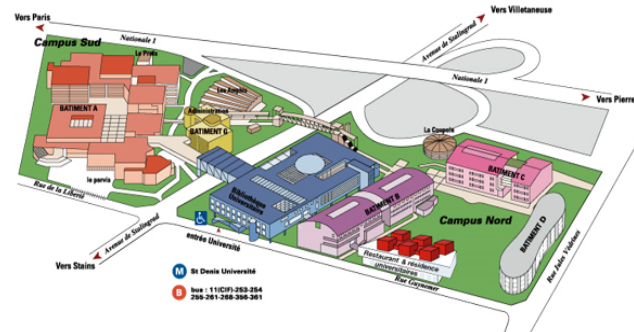 Vers Paris
Vers Villetaneuse
Campus Sud
Nationale I
Le Patio
Avenue de Stalingrad
Nationale I
Vers Pierre
Les Amphis
BATIMENT A
Administration
BATIMENT G
La Coupole
BATIMENT C
le parvis
Rue de la Liberté
Bibliothèque
Universitaire
BATIMENT B
Campus Nord
BATIMENT D
Avenue de Stalingrad
entrée Université
Restaurant & résidence
universitaires
Rue Guynemer
Rue Jules Védrines
Vers Stains
M St Denis Université
B bus : 11(CIF)-253-254
255-261-268-356-361